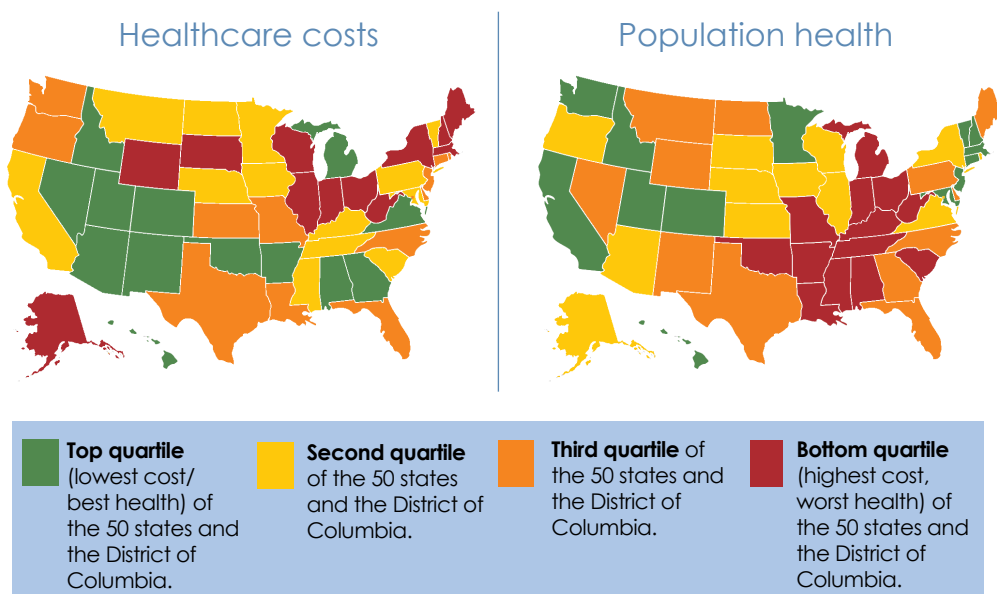 Healthcare costs
Population health
Top quartile
(lowest cost/
best health) of
the 50 states and
the District of
Columbia.
Second quartile
of the 50 states
and the District
of Columbia.
Third quartile of
the 50 states and
the District of
Columbia.
Bottom quartile
(highest cost,
worst health) of
the 50 states and
the District of
Columbia.